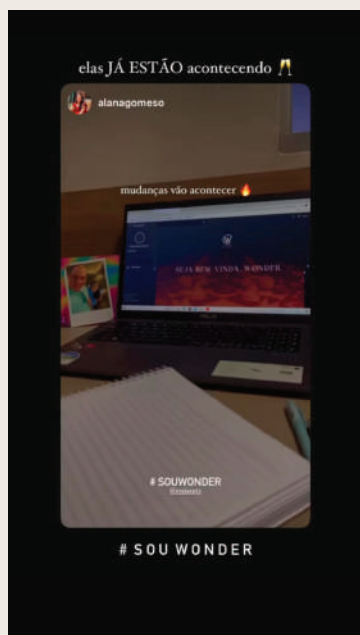 elas JÁ ESTÃO acontecendo 🥂
alanagomeso
mudanças vão acontecer 🔥
SEJA BEM VINDA, WONDER.
# SOUWONDER
# SOU WONDER